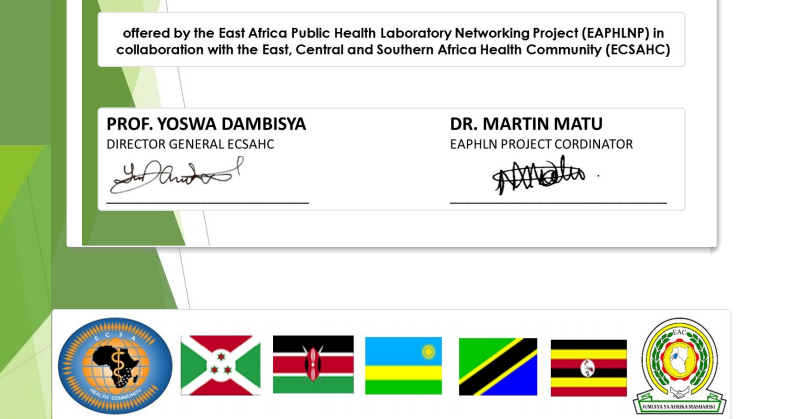 offered by the East Africa Public Health Laboratory Networking Project (EAPHLNP) in
collaboration with the East, Central and Southern Africa Health Community (ECSAHC)
PROF. YOSWA DAMBISYA
DR. MARTIN MATU
DIRECTOR GENERAL ECSAHC
EAPHLN PROJECT CORDINATOR
ECSA
HEALTH COMMUNITY
EAC
JUMUIYA YA AFRIKA MASHARIKI